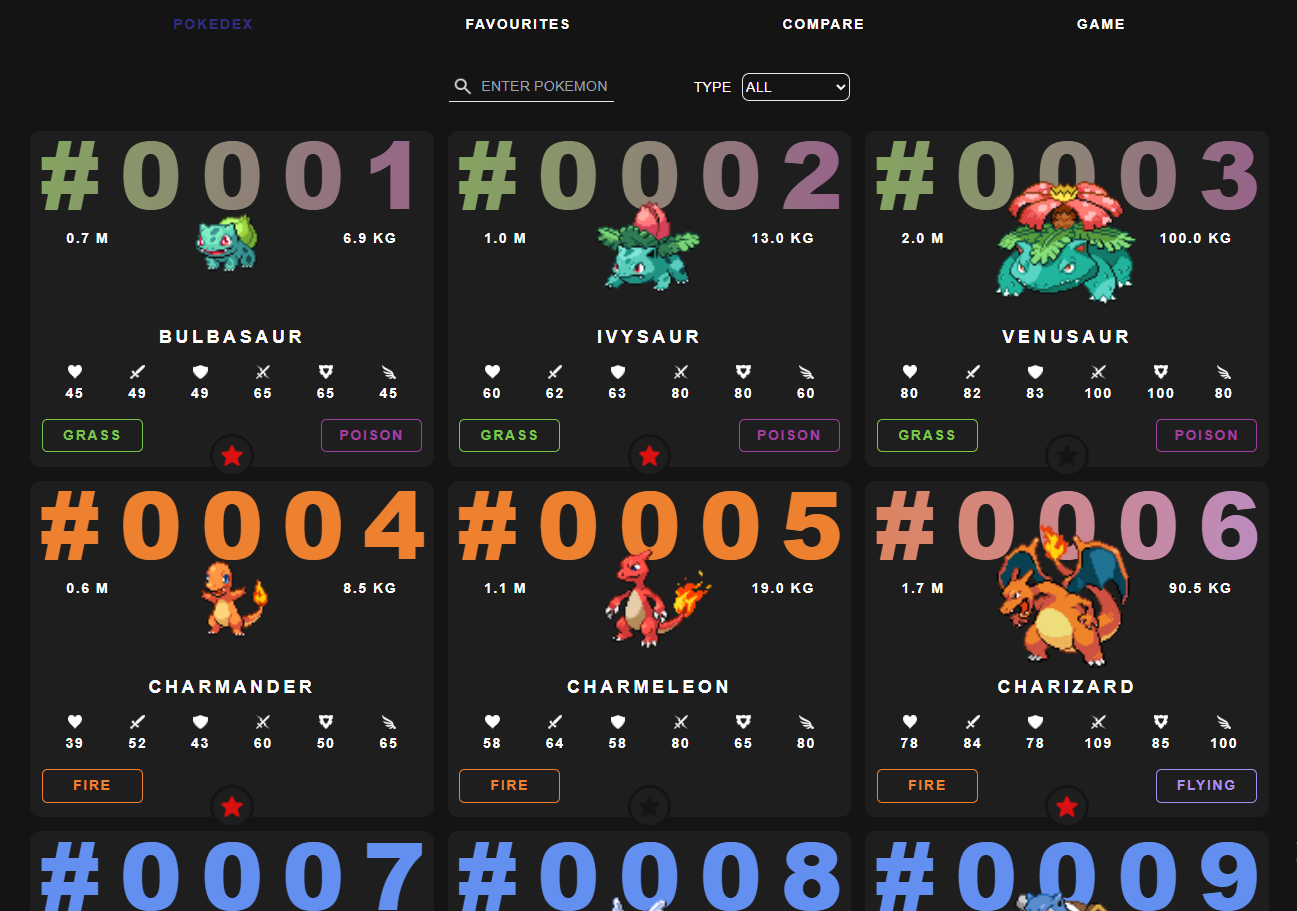 POKEDEX FAVOURITES COMPARE GAME
ENTER POKEMON TYPE ALL
#0001 #0002 #0003
0.7 M 6.9 KG 1.0 M 13.0 KG 2.0 M 100.0 KG
BULBASAUR IVYSAUR VENUSAUR
45 49 49 65 65 45 60 62 63 80 80 60 80 82 83 100 100 80
GRASS POISON GRASS POISON GRASS POISON
#0004 #0005 #0006
0.6 M 8.5 KG 1.1 M 19.0 KG 1.7 M 90.5 KG
CHARMANDER CHARMELEON CHARIZARD
39 52 43 60 50 65 58 64 58 80 65 80 78 84 78 109 85 100
FIRE FIRE FIRE FLYING
#0007 #0008 #0009